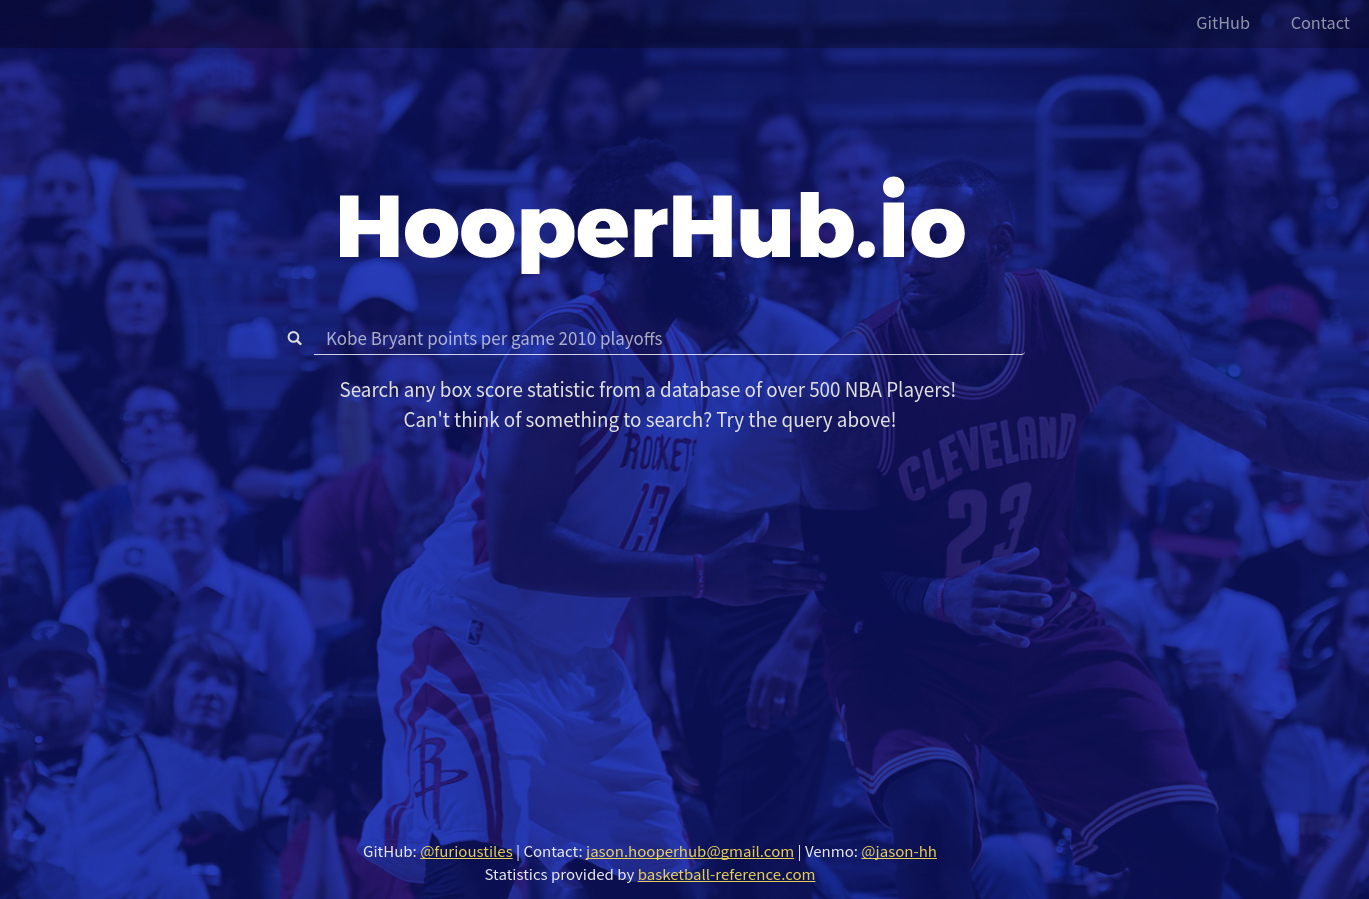 GitHub Contact
HooperHub.io
Kobe Bryant points per game 2010 playoffs
Search any box score statistic from a database of over 500 NBA Players!
Can't think of something to search? Try the query above!
ROCKETS
13
CLEVELAND
23
C
GitHub: @furioustiles | Contact: jason.hooperhub@gmail.com | Venmo: @jason-hh
Statistics provided by basketball-reference.com